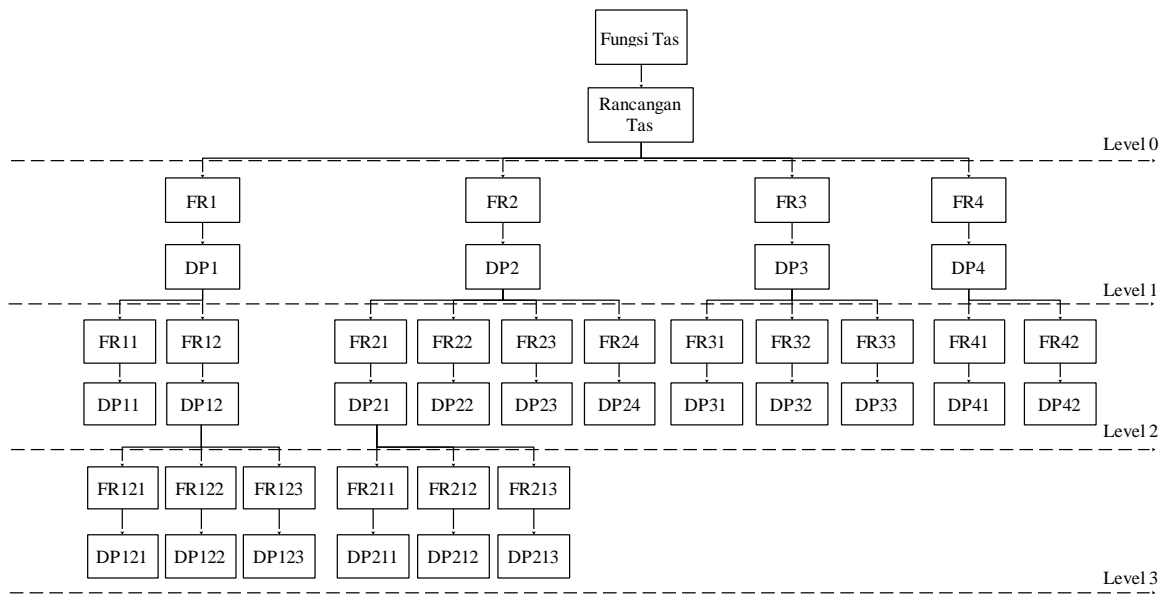 Fungsi Tas
Rancangan
Tas
Level 0
FR1
FR2
FR3
FR4
DP1
DP2
DP3
DP4
Level 1
FR11
FR12
FR21
FR22
FR23
FR24
FR31
FR32
FR33
FR41
FR42
DP11
DP12
DP21
DP22
DP23
DP24
DP31
DP32
DP33
DP41
DP42
Level 2
FR121
FR122
FR123
FR211
FR212
FR213
DP121
DP122
DP123
DP211
DP212
DP213
Level 3